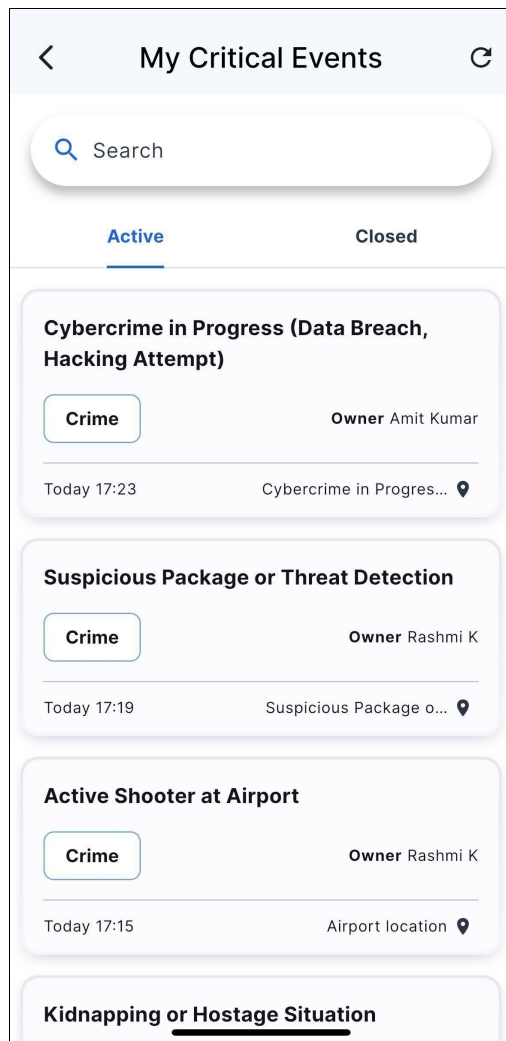 My Critical Events
Search
Active
Closed
Cybercrime in Progress (Data Breach,
Hacking Attempt)
Crime
Owner Amit Kumar
Today 17:23
Cybercrime in Progres...
Suspicious Package or Threat Detection
Crime
Owner Rashmi K
Today 17:19
Suspicious Package o...
Active Shooter at Airport
Crime
Owner Rashmi K
Today 17:15
Airport location
Kidnapping or Hostage Situation